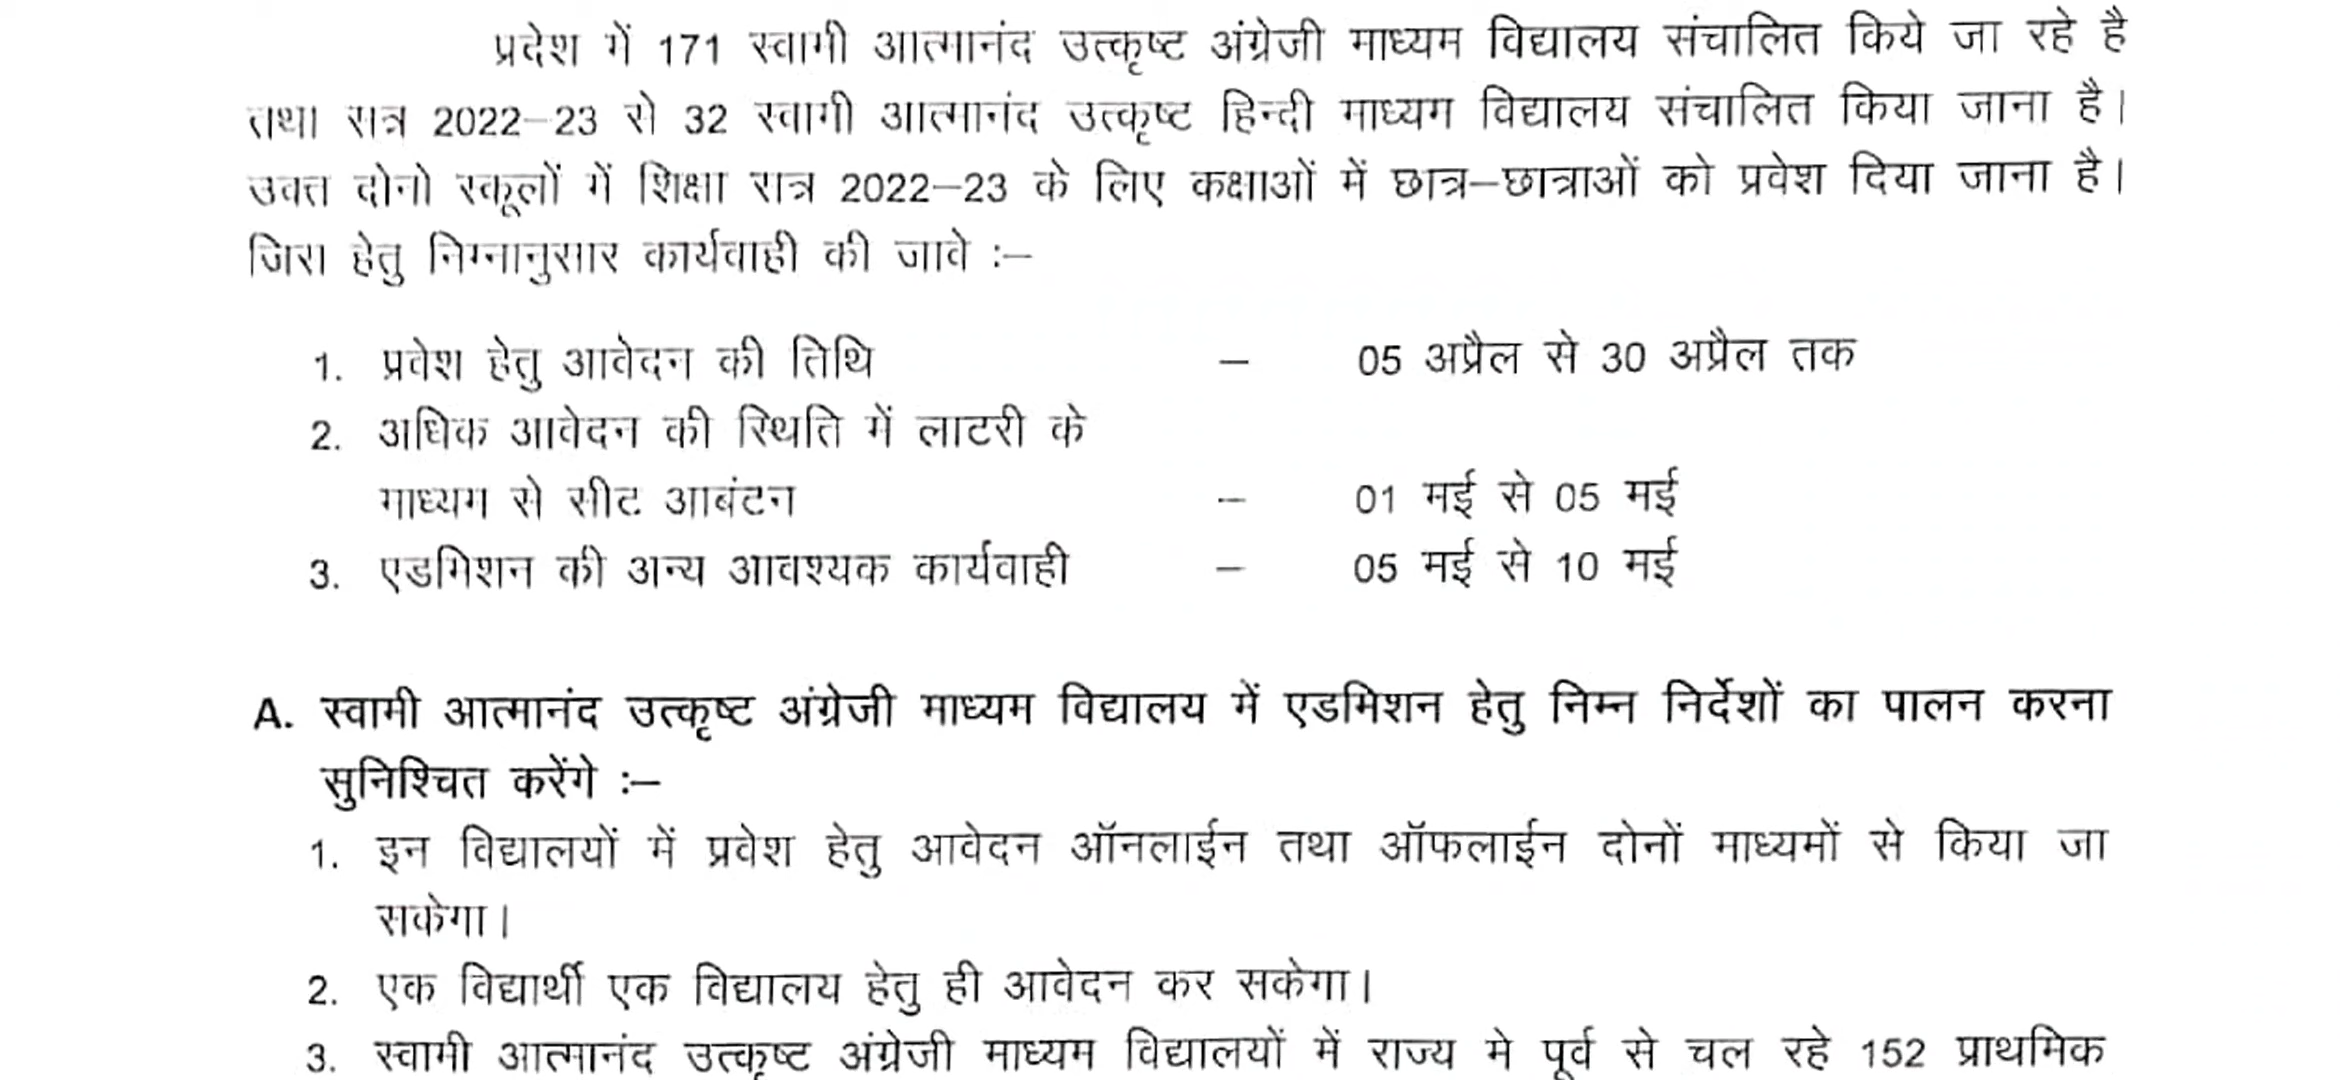 प्रदेश में 171 स्वामी आत्मानंद उत्कृष्ट अंग्रेजी माध्यम विद्यालय संचालित किये जा रहे है
तथा सत्र 2022–23 से 32 स्वामी आत्मानंद उत्कृष्ट हिन्दी माध्यम विद्यालय संचालित किया जाना है।
उक्त दोनो स्कूलों में शिक्षा सत्र 2022–23 के लिए कक्षाओं में छात्र–छात्राओं को प्रवेश दिया जाना है।
जिस हेतु निम्नानुसार कार्यवाही की जावे :–
1. प्रवेश हेतु आवेदन की तिथि – 05 अप्रैल से 30 अप्रैल तक
2. अधिक आवेदन की स्थिति में लाटरी के
माध्यम से सीट आबंटन – 01 मई से 05 मई
3. एडमिशन की अन्य आवश्यक कार्यवाही – 05 मई से 10 मई
A. स्वामी आत्मानंद उत्कृष्ट अंग्रेजी माध्यम विद्यालय में एडमिशन हेतु निम्न निर्देशों का पालन करना
सुनिश्चित करेंगे :–
1. इन विद्यालयों में प्रवेश हेतु आवेदन ऑनलाईन तथा ऑफलाईन दोनों माध्यमों से किया जा
सकेगा।
2. एक विद्यार्थी एक विद्यालय हेतु ही आवेदन कर सकेगा।
3. स्वामी आत्मानंद उत्कृष्ट अंग्रेजी माध्यम विद्यालयों में राज्य मे पूर्व से चल रहे 152 प्राथमिक